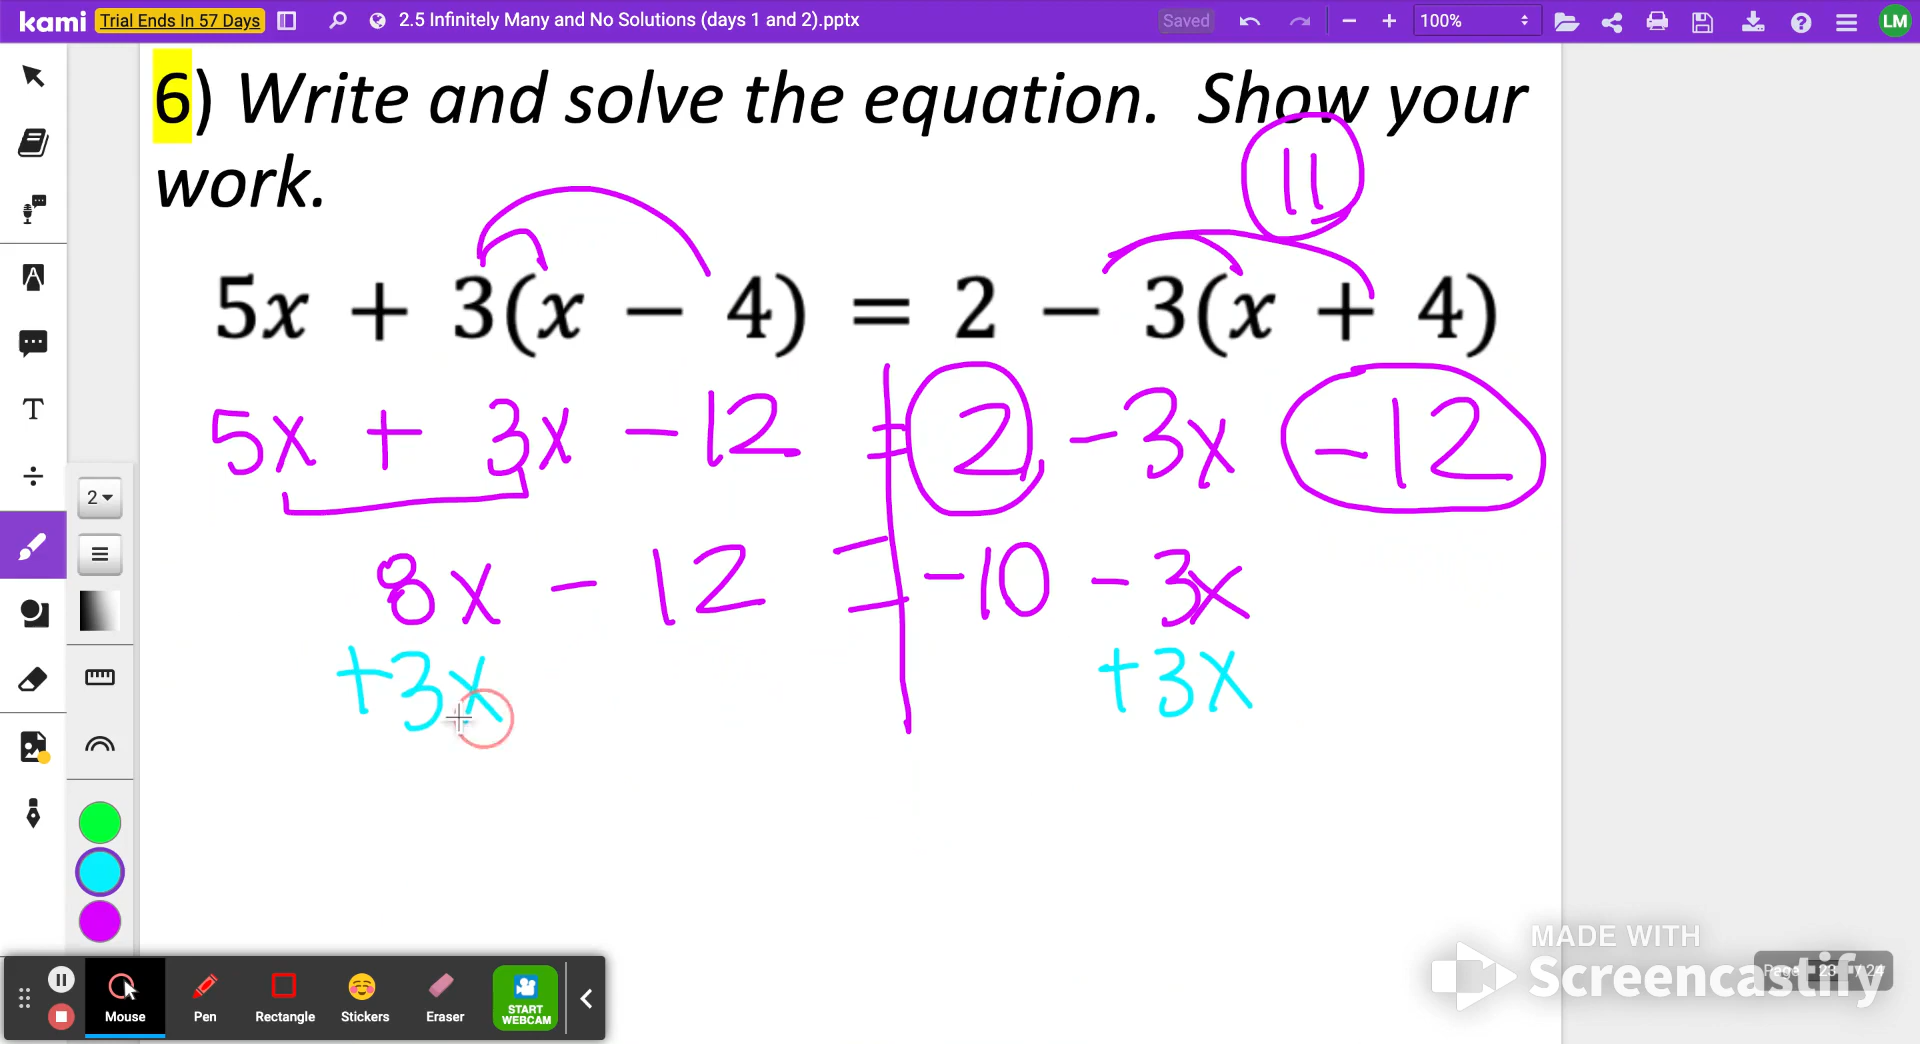 kami Trial Ends In 57 Days 2.5 Infinitely Many and No Solutions (days 1 and 2).pptx Saved 100% LM
6) Write and solve the equation. Show your
work.
11
5x + 3(x − 4) = 2 − 3(x + 4)
5x + 3x − 12 = 2 − 3x − 12
8x − 12 = −10 − 3x
+3x +3x
2
T
MADE WITH
Screencastify
Page 23 / 24
Mouse Pen Rectangle Stickers Eraser START WEBCAM